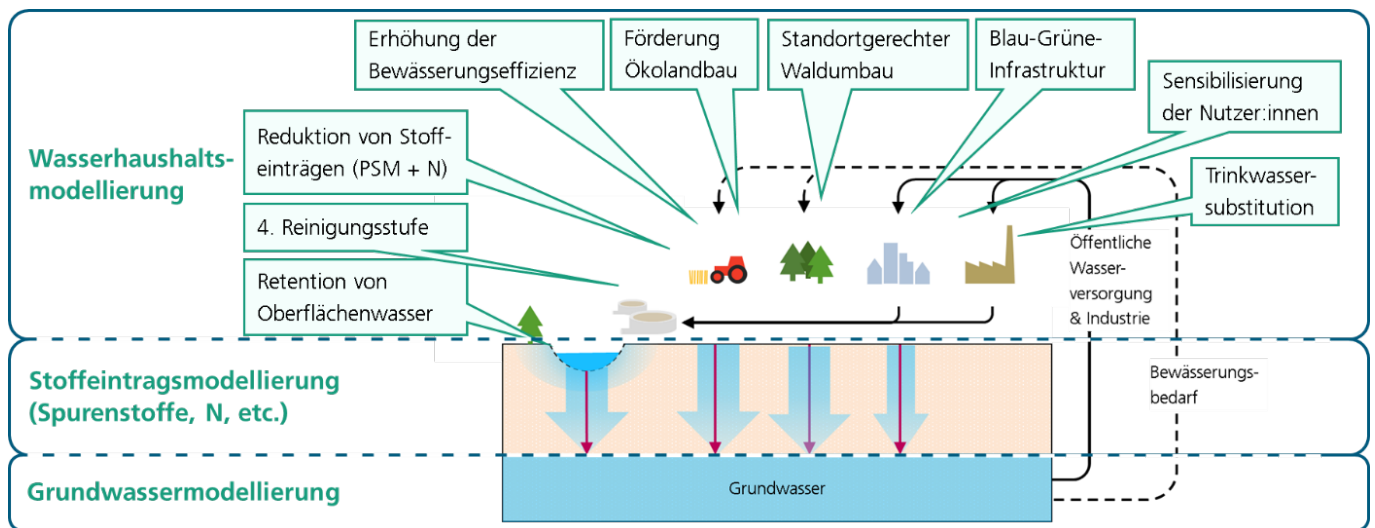 Erhöhung der
Bewässerungseffizienz
Förderung
Ökolandbau
Standortgerechter
Waldumbau
Blau-Grüne-
Infrastruktur
Sensibilisierung
der Nutzer:innen
Reduktion von Stoff-
einträgen (PSM + N)
Wasserhaushalts-
modellierung
Trinkwasser-
substitution
4. Reinigungsstufe
Öffentliche
Wasser-
versorgung
& Industrie
Retention von
Oberflächenwasser
Stoffeintragsmodellierung
(Spurenstoffe, N, etc.)
Bewässerungs-
bedarf
Grundwassermodellierung
Grundwasser